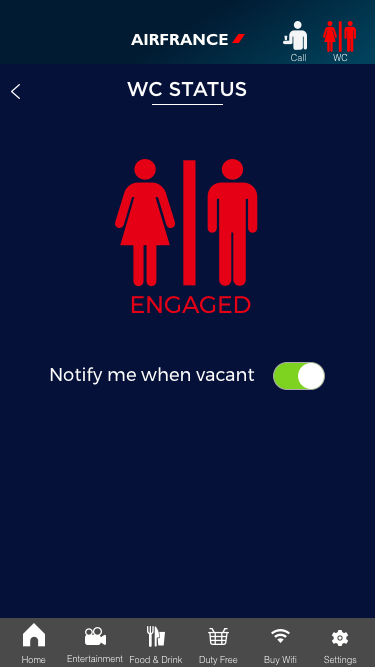 AIRFRANCE
Call
WC
WC STATUS
ENGAGED
Notify me when vacant
Home
Entertainment
Food & Drink
Duty Free
Buy Wifi
Settings